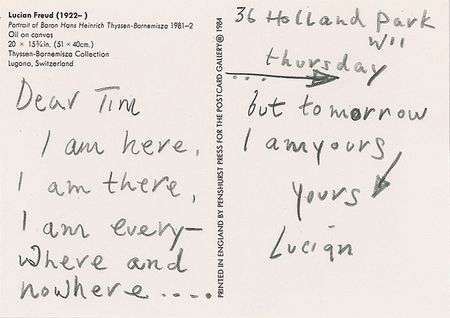 Lucian Freud (1922– )
Portrait of Baron Hans Heinrich Thyssen-Bornemisza 1981–2
Oil on canvas
20 × 15¾in. (51 × 40cm.)
Thyssen-Bornemisza Collection
Lugano, Switzerland
Dear Tim
I am here,
I am there,
I am every–
where and
nowhere.....
PRINTED IN ENGLAND BY PENSHURST PRESS FOR THE POSTCARD GALLERY® 1984
36 Holland Park
W11
thursday
...
but tomorrow
I am yours
yours
Lucian